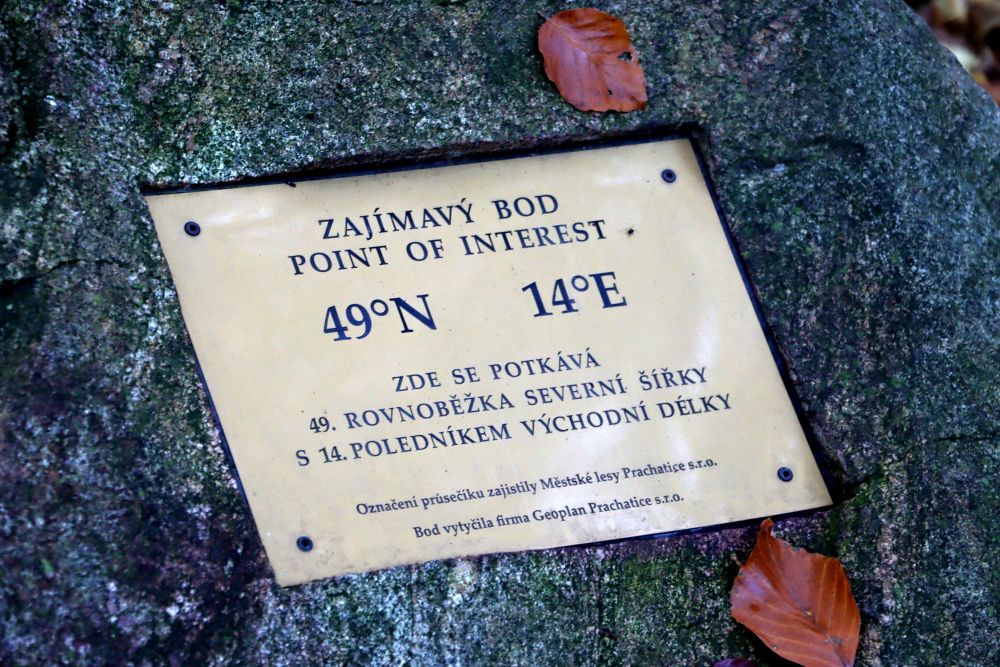 ZAJÍMAVÝ BOD
POINT OF INTEREST
49°N 14°E
ZDE SE POTKÁVÁ
49. ROVNOBĚŽKA SEVERNÍ ŠÍŘKY
S 14. POLEDNÍKEM VÝCHODNÍ DÉLKY
Označení průsečíku zajistily Městské lesy Prachatice s.r.o.
Bod vytyčila firma Geoplan Prachatice s.r.o.